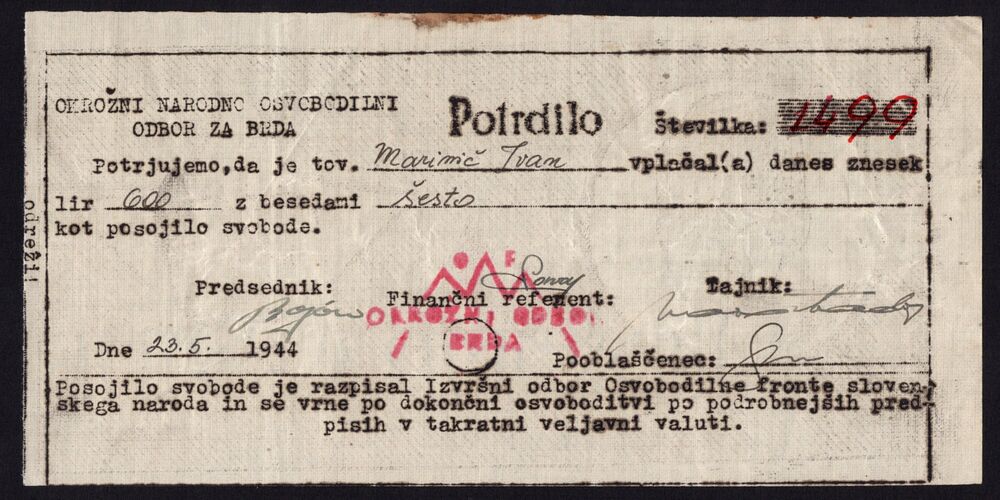 OKROŽNI NARODNO OSVOBODILNI
ODBOR ZA BRDA
Potrdilo
Številka: 1499
Potrjujemo,da je tov. Marinič Ivan vplačal(a) danes znesek
lir 600 z besedami šesto
kot posojilo svobode.
odreži!
O F
Predsednik:
Finančni referent:
Tajnik:
OKROŽNI ODBOR
BRDA
Dne 23.5. 1944
Pooblaščenec:
Posojilo svobode je razpisal Izvršni odbor Osvobodilne fronte sloven-
skega naroda in se vrne po dokončni osvoboditvi po podrobnejših pred-
pisih v takratni veljavni valuti.